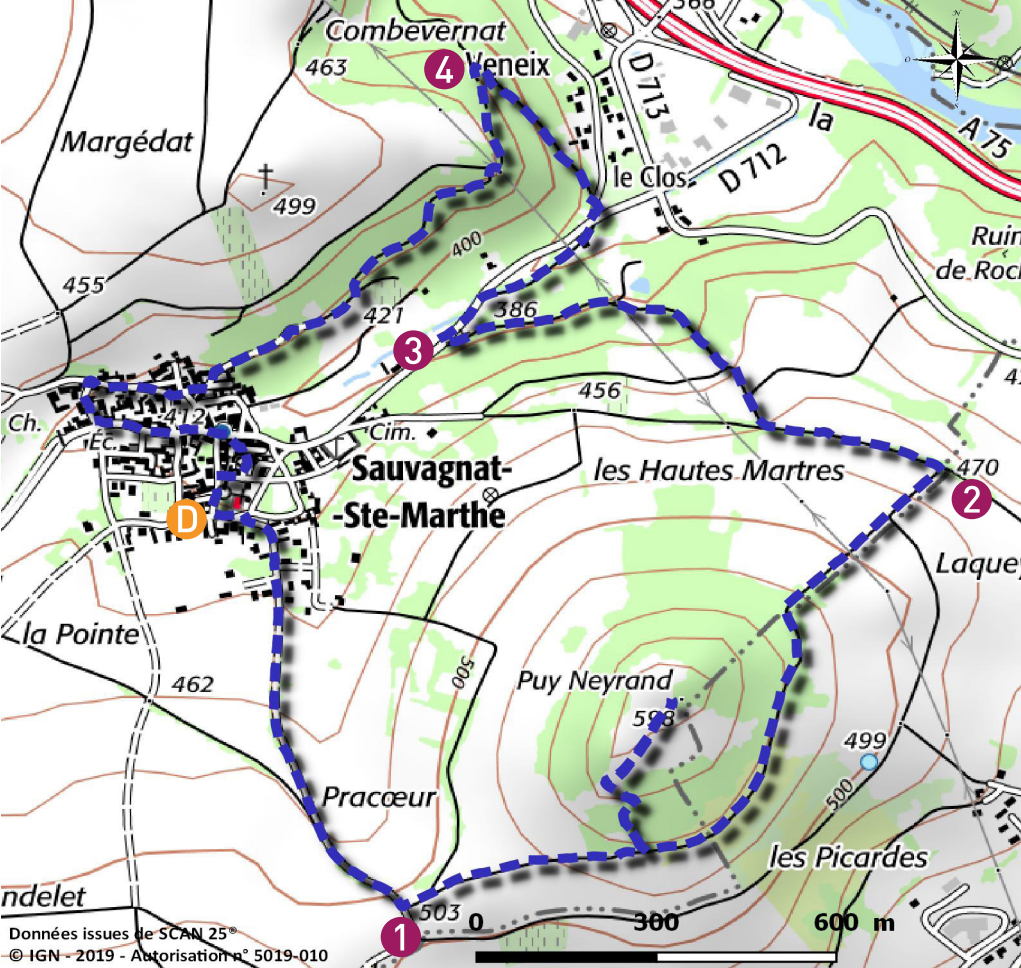 Combevernat
366
463
4
Veneix
D 713
la
A 75
N
O
Margédat
le Clos
D 712
499
Ruin
de Roch
400
455
421
386
3
456
Ch.
412
Cim.
Éc.
Sauvagnat-
-Ste-Marthe
les Hautes Martres
470
2
D
Laquey
la Pointe
500
462
Puy Neyrand
598
499
500
Pracœur
les Picardes
ndelet
503
1
0 300 600 m
Données issues de SCAN 25®
© IGN - 2019 - Autorisation n° 5019-010